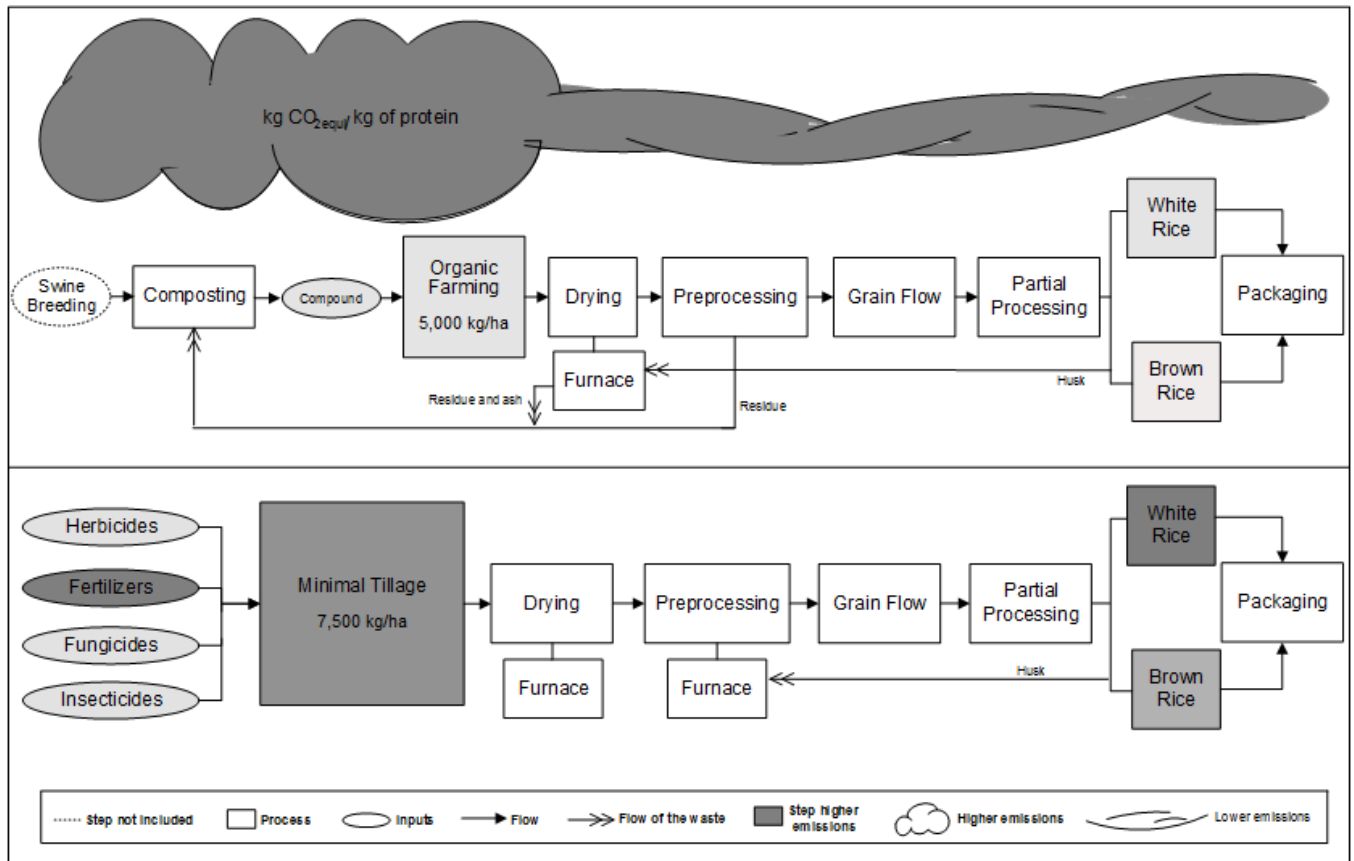 kg CO2equi/ kg of protein
Swine
Breeding
Composting
Compound
Organic
Farming
5,000 kg/ha
Drying
Furnace
Preprocessing
Grain Flow
Partial
Processing
White
Rice
Brown
Rice
Packaging
Husk
Residue and ash
Residue
Herbicides
Fertilizers
Fungicides
Insecticides
Minimal Tillage
7,500 kg/ha
Drying
Furnace
Preprocessing
Furnace
Grain Flow
Partial
Processing
White
Rice
Brown
Rice
Packaging
Husk
Step not included
Process
Inputs
Flow
Flow of the waste
Step higher
emissions
Higher emissions
Lower emissions